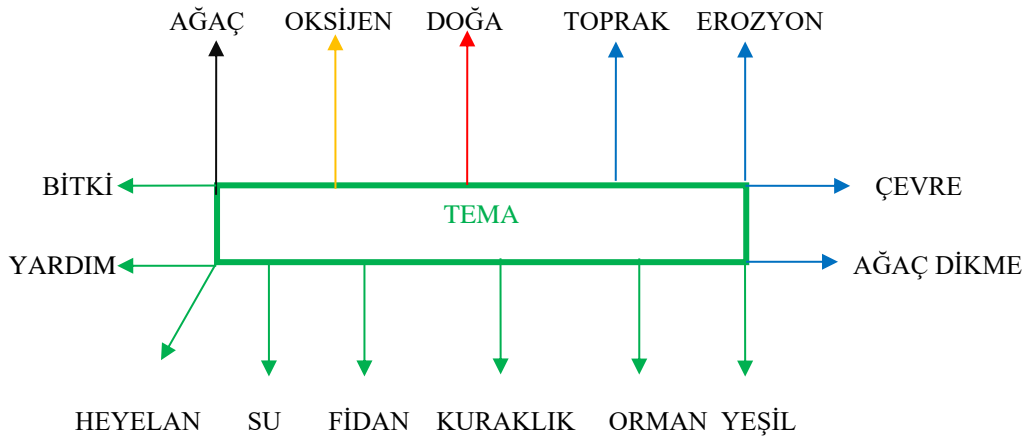 AĞAÇ OKSİJEN DOĞA TOPRAK EROZYON
BİTKİ ÇEVRE
TEMA
YARDIM AĞAÇ DİKME
HEYELAN SU FİDAN KURAKLIK ORMAN YEŞİL